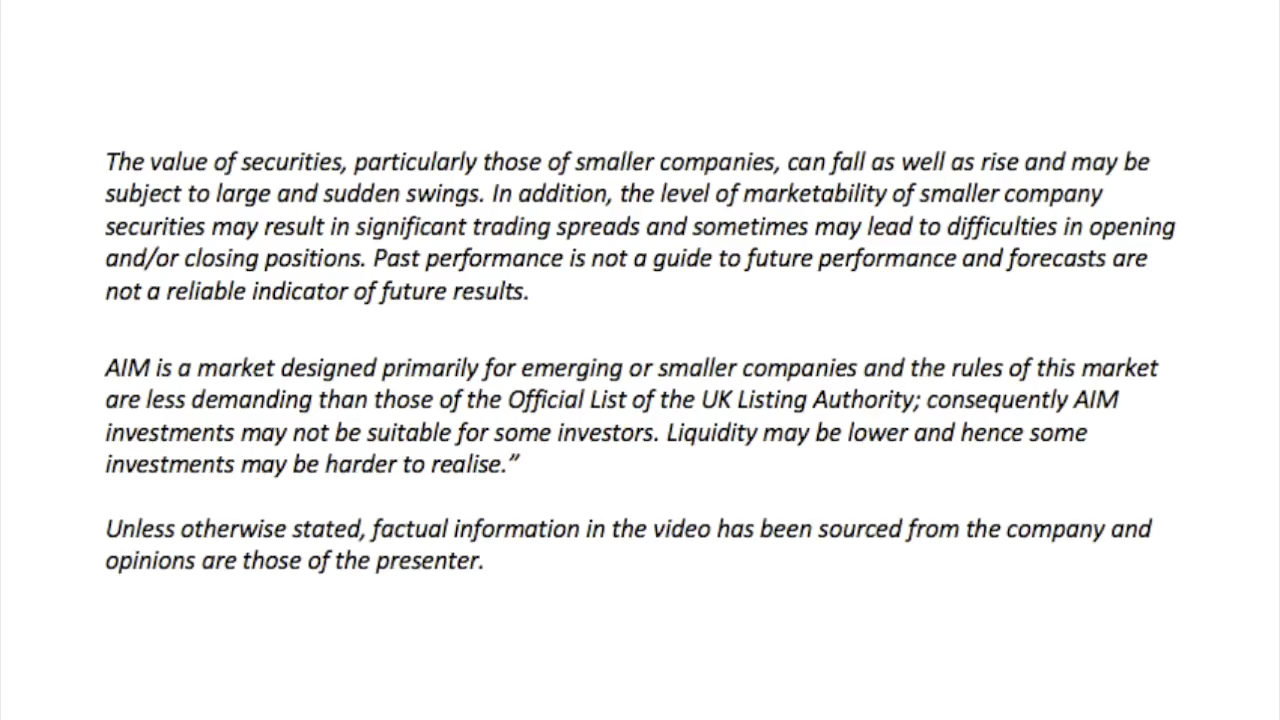 The value of securities, particularly those of smaller companies, can fall as well as rise and may be
subject to large and sudden swings. In addition, the level of marketability of smaller company
securities may result in significant trading spreads and sometimes may lead to difficulties in opening
and/or closing positions. Past performance is not a guide to future performance and forecasts are
not a reliable indicator of future results.
AIM is a market designed primarily for emerging or smaller companies and the rules of this market
are less demanding than those of the Official List of the UK Listing Authority; consequently AIM
investments may not be suitable for some investors. Liquidity may be lower and hence some
investments may be harder to realise.”
Unless otherwise stated, factual information in the video has been sourced from the company and
opinions are those of the presenter.